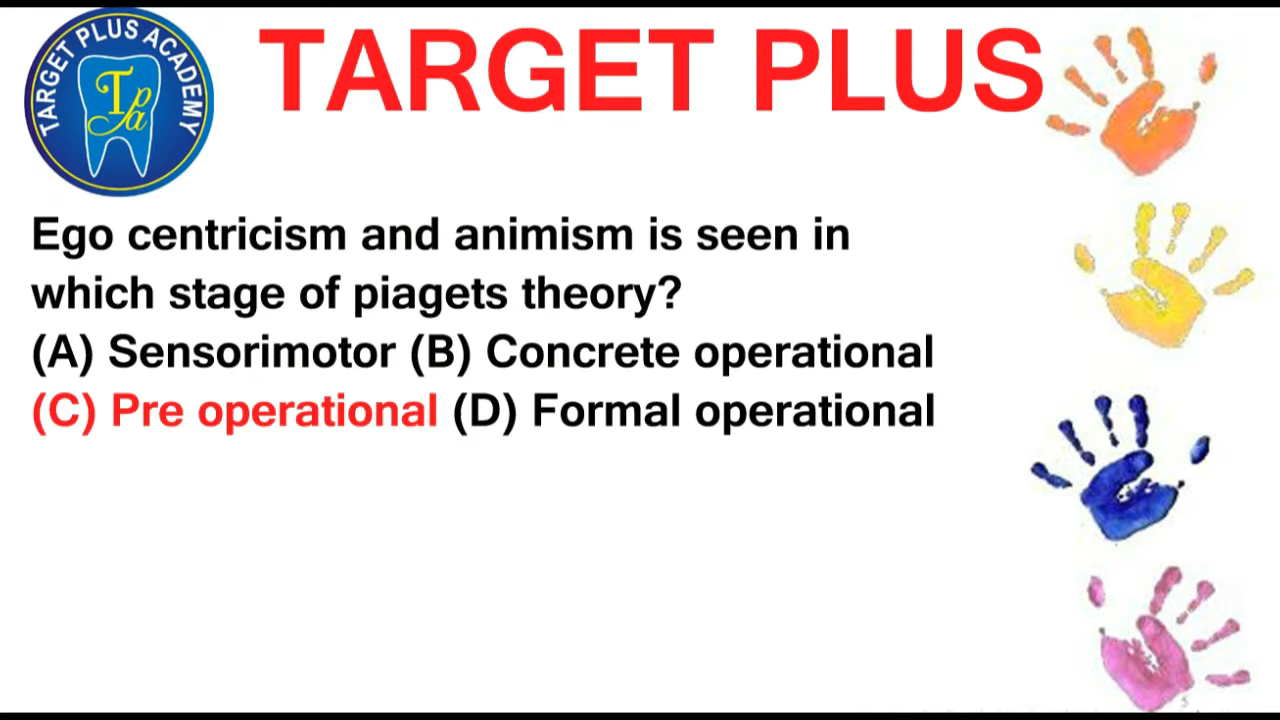 TARGET PLUS ACADEMY
Tpa
TARGET PLUS
Ego centricism and animism is seen in
which stage of piagets theory?
(A) Sensorimotor (B) Concrete operational
(C) Pre operational (D) Formal operational